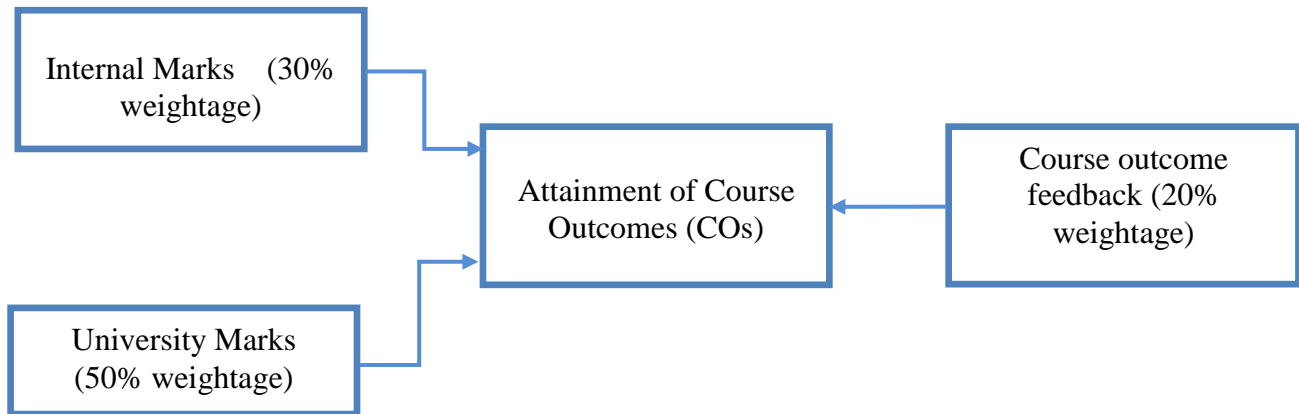 Internal Marks (30%
weightage)
Attainment of Course
Outcomes (COs)
Course outcome
feedback (20%
weightage)
University Marks
(50% weightage)